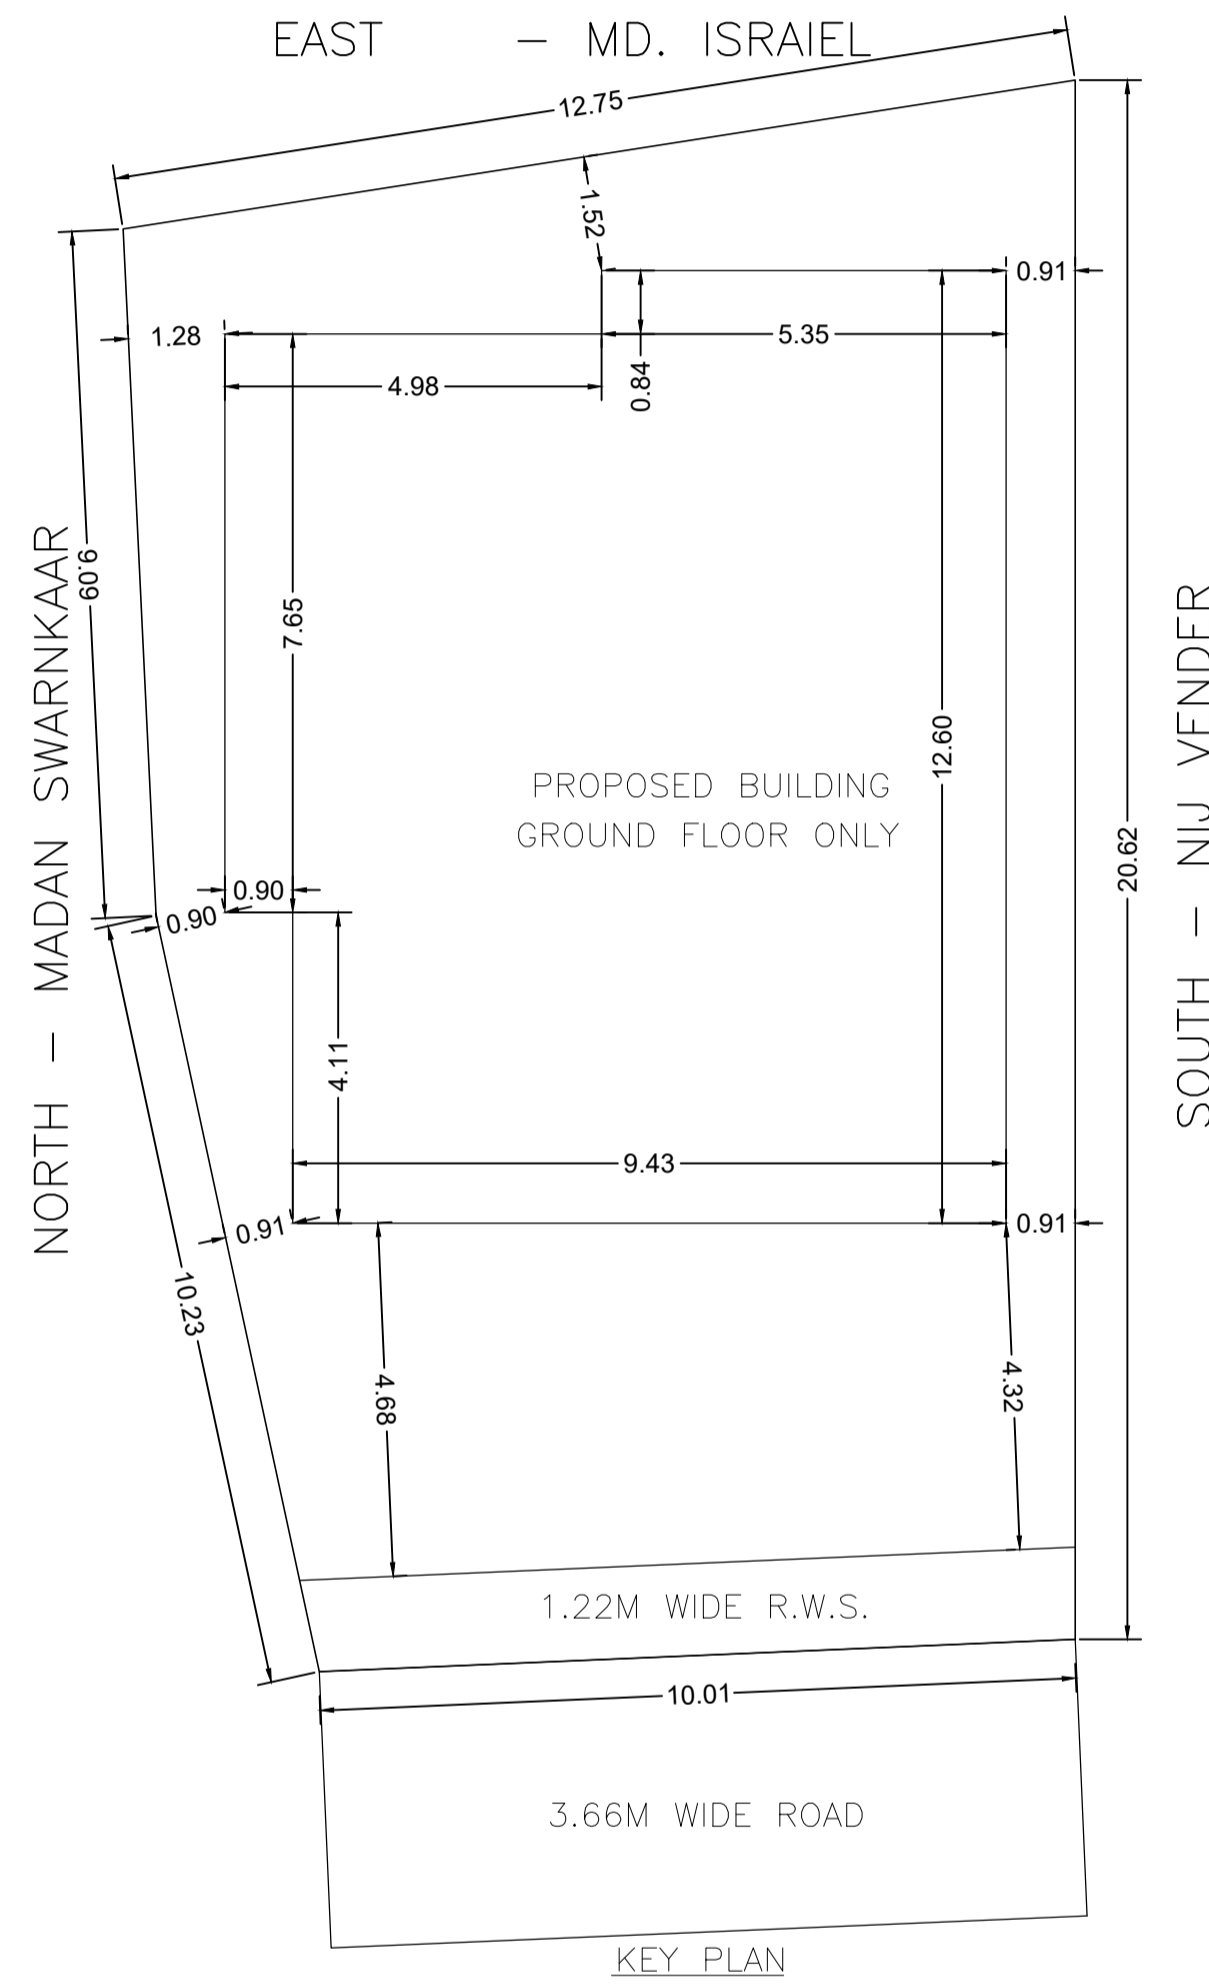 EAST - MD. ISRAIEL
12.75
1.52
0.91
1.28
5.35
4.98
0.84
NORTH - MADAN SWARNKAAR
9.09
7.65
12.60
PROPOSED BUILDING
GROUND FLOOR ONLY
20.62
SOUTH - NIJ VENDER
0.90
0.90
4.11
9.43
0.91
0.91
10.23
4.68
4.32
1.22M WIDE R.W.S.
10.01
3.66M WIDE ROAD
KEY PLAN